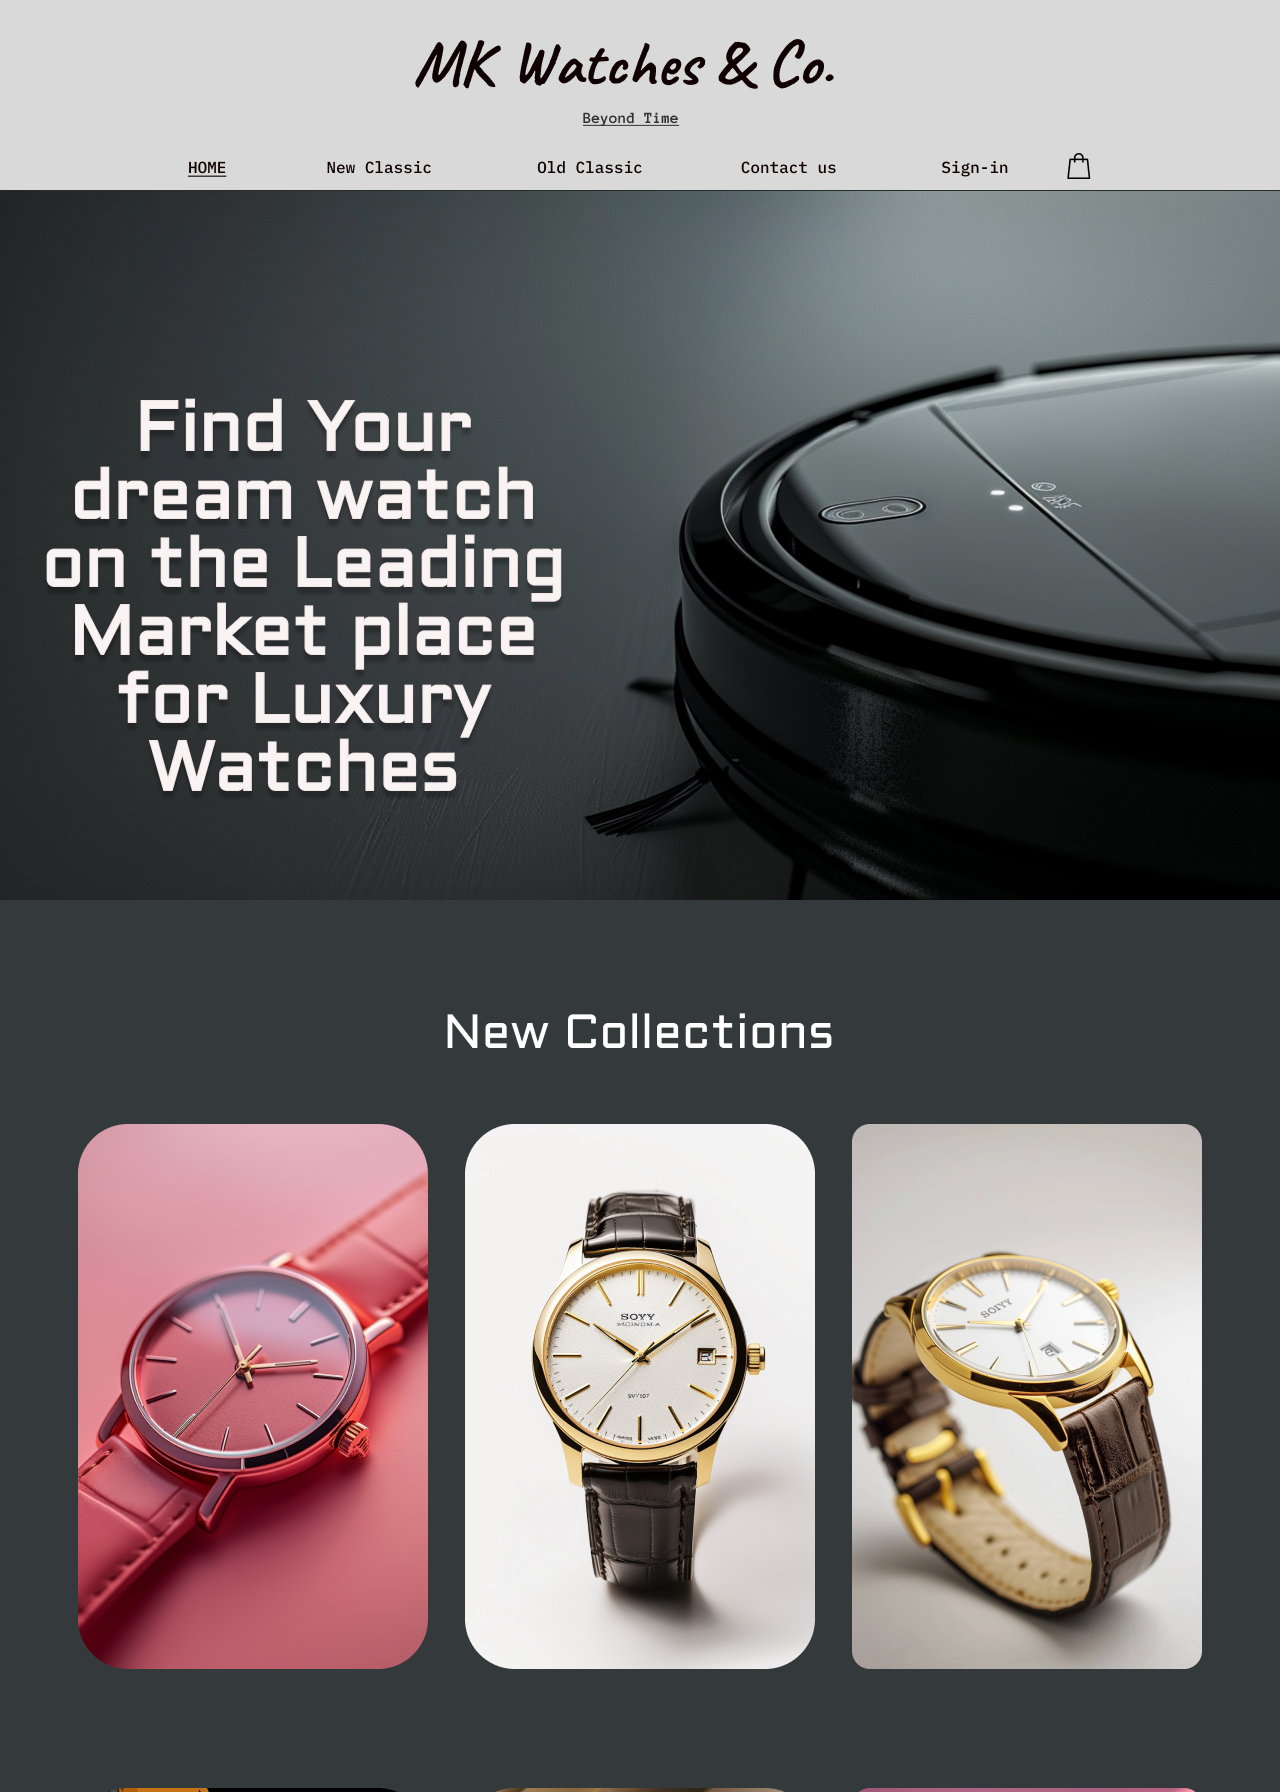 MK Watches & Co.
Beyond Time
HOME New Classic Old Classic Contact us Sign-in
Find Your
dream watch
on the Leading
Market place
for Luxury
Watches
New Collections
SOYY
SOIYY